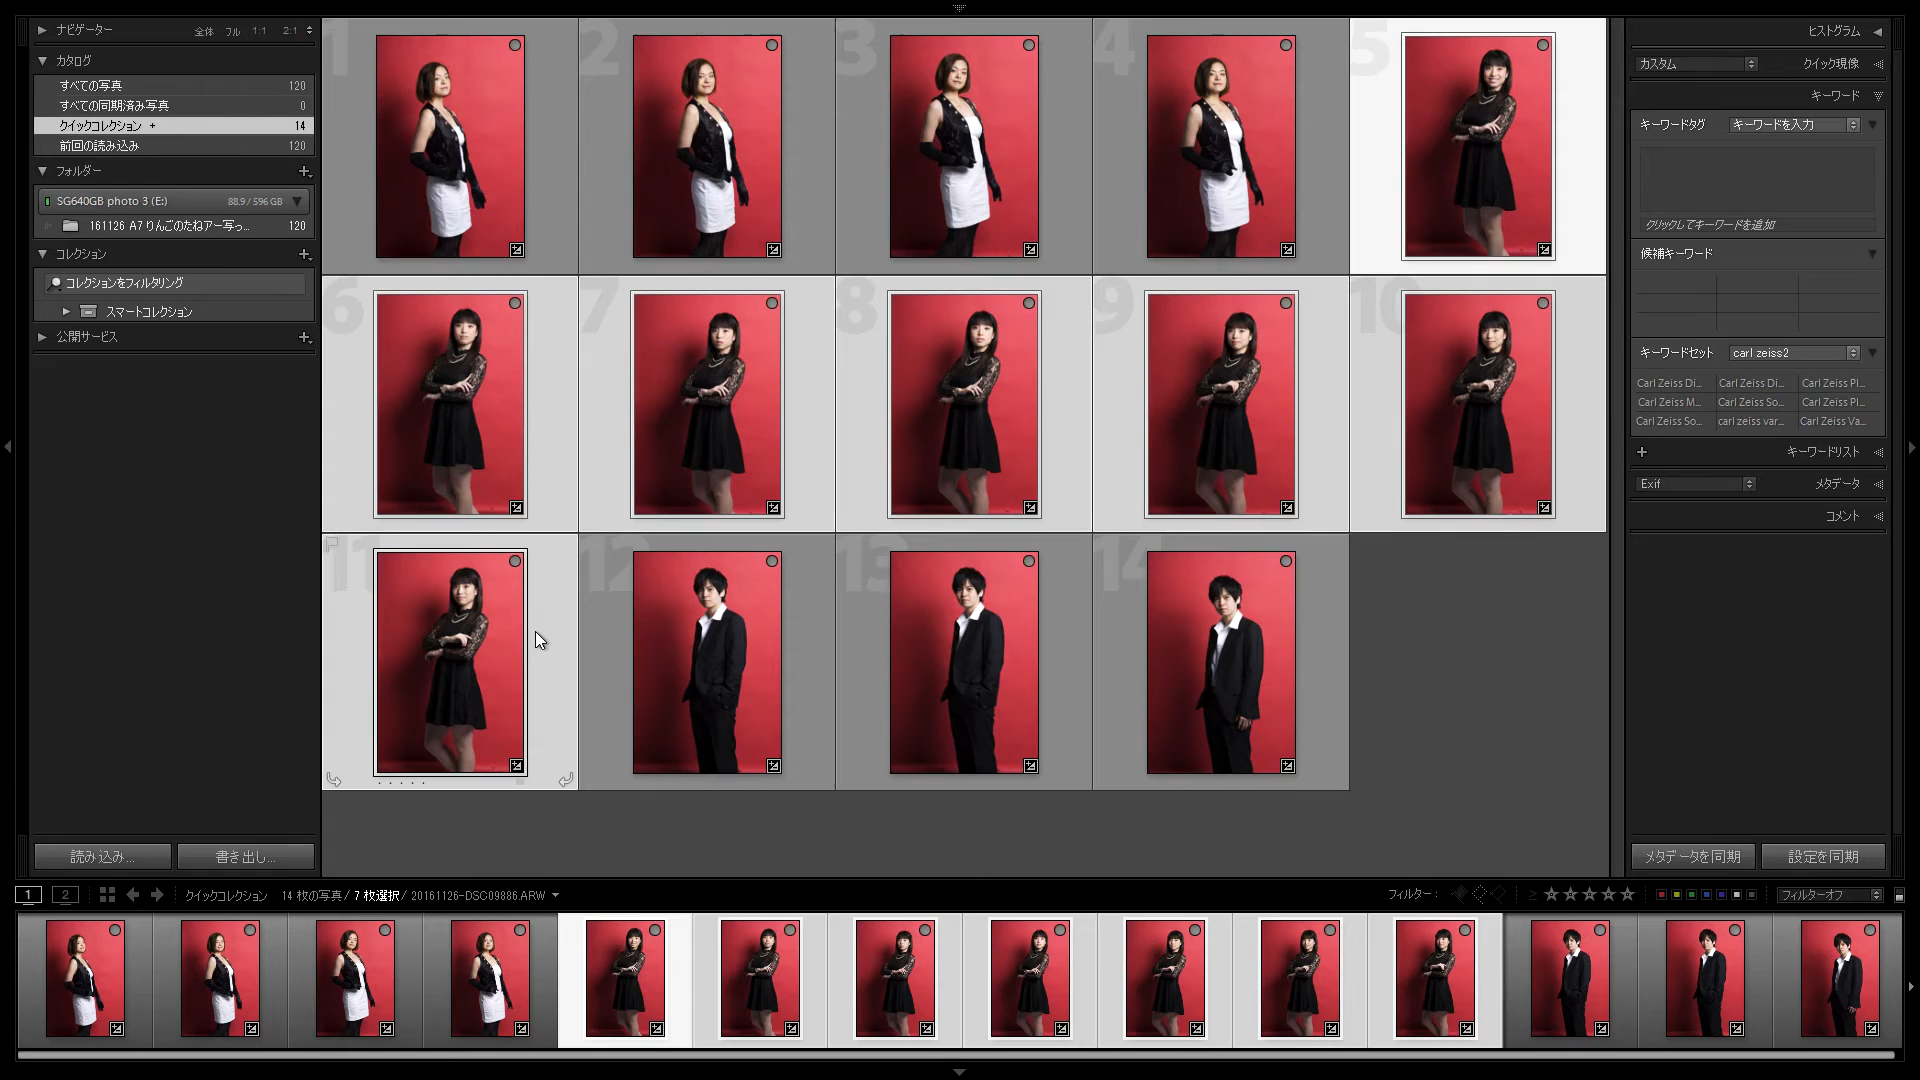 ナビゲーター 全体 フル 1:1 2:1
カタログ
すべての写真 120
すべての同期済み写真 0
クイックコレクション + 14
前回の読み込み 120
フォルダー
SG640GB photo 3 (E:) 88.9 / 596 GB
161126 A7 りんごのたねアー写っ... 120
コレクション
コレクションをフィルタリング
スマートコレクション
公開サービス
読み込み... 書き出し...
1 2 3 4 5
6 7 8 9 10
11 12 13 14
ヒストグラム
カスタム クイック現像
キーワード
キーワードタグ キーワードを入力
クリックしてキーワードを追加
候補キーワード
キーワードセット carl zeiss2
Carl Zeiss Di... Carl Zeiss Di... Carl Zeiss Pl...
Carl Zeiss M... Carl Zeiss So... Carl Zeiss Pl...
Carl Zeiss So... carl zeiss var... Carl Zeiss Va...
キーワードリスト
Exif メタデータ
コメント
メタデータを同期 設定を同期
1 2 クイックコレクション 14 枚の写真 / 7 枚選択 / 20161126-DSC09886.ARW フィルター : ≥ ★★★★★ フィルターオフ